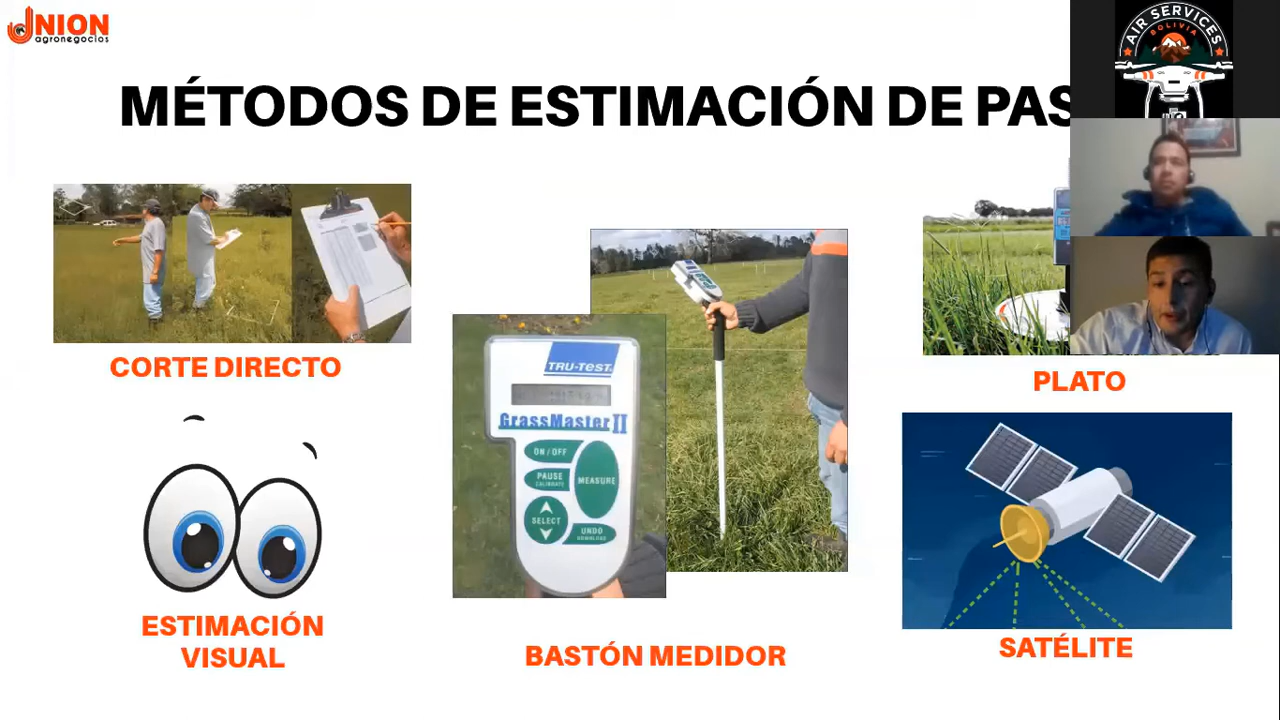 UNION
agronegocios
AIR SERVICES
BOLIVIA
MÉTODOS DE ESTIMACIÓN DE PAS
CORTE DIRECTO
TRU-TEST
GrassMaster II
ON / OFF
PAUSE
CALIBRATE
MEASURE
SELECT
UNDO
DOWNLOAD
PLATO
ESTIMACIÓN
VISUAL
BASTÓN MEDIDOR
SATÉLITE